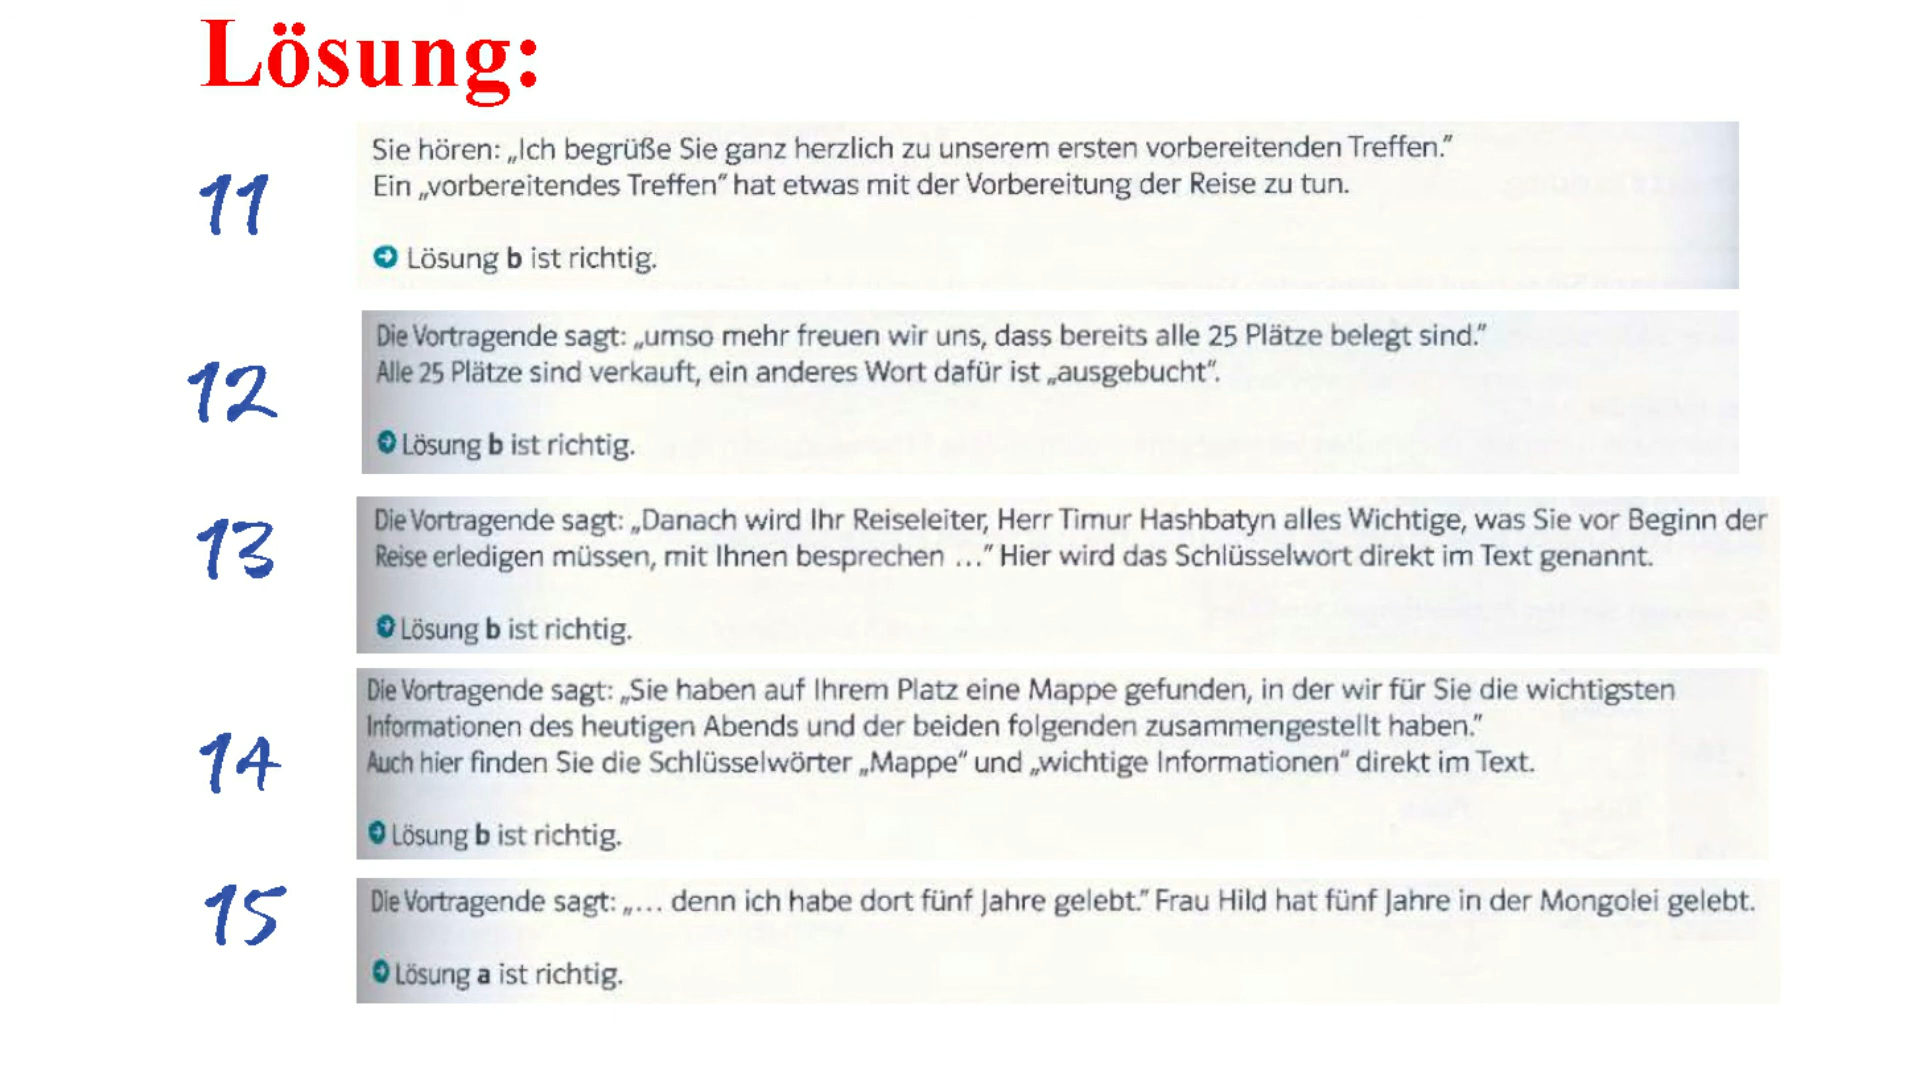 Lösung:
11
Sie hören: „Ich begrüße Sie ganz herzlich zu unserem ersten vorbereitenden Treffen.“
Ein „vorbereitendes Treffen“ hat etwas mit der Vorbereitung der Reise zu tun.
Lösung b ist richtig.
12
Die Vortragende sagt: „umso mehr freuen wir uns, dass bereits alle 25 Plätze belegt sind.“
Alle 25 Plätze sind verkauft, ein anderes Wort dafür ist „ausgebucht“.
Lösung b ist richtig.
13
Die Vortragende sagt: „Danach wird Ihr Reiseleiter, Herr Timur Hashbatyn alles Wichtige, was Sie vor Beginn der
Reise erledigen müssen, mit Ihnen besprechen ...“ Hier wird das Schlüsselwort direkt im Text genannt.
Lösung b ist richtig.
14
Die Vortragende sagt: „Sie haben auf Ihrem Platz eine Mappe gefunden, in der wir für Sie die wichtigsten
Informationen des heutigen Abends und der beiden folgenden zusammengestellt haben.“
Auch hier finden Sie die Schlüsselwörter „Mappe“ und „wichtige Informationen“ direkt im Text.
Lösung b ist richtig.
15
Die Vortragende sagt: „... denn ich habe dort fünf Jahre gelebt.“ Frau Hild hat fünf Jahre in der Mongolei gelebt.
Lösung a ist richtig.